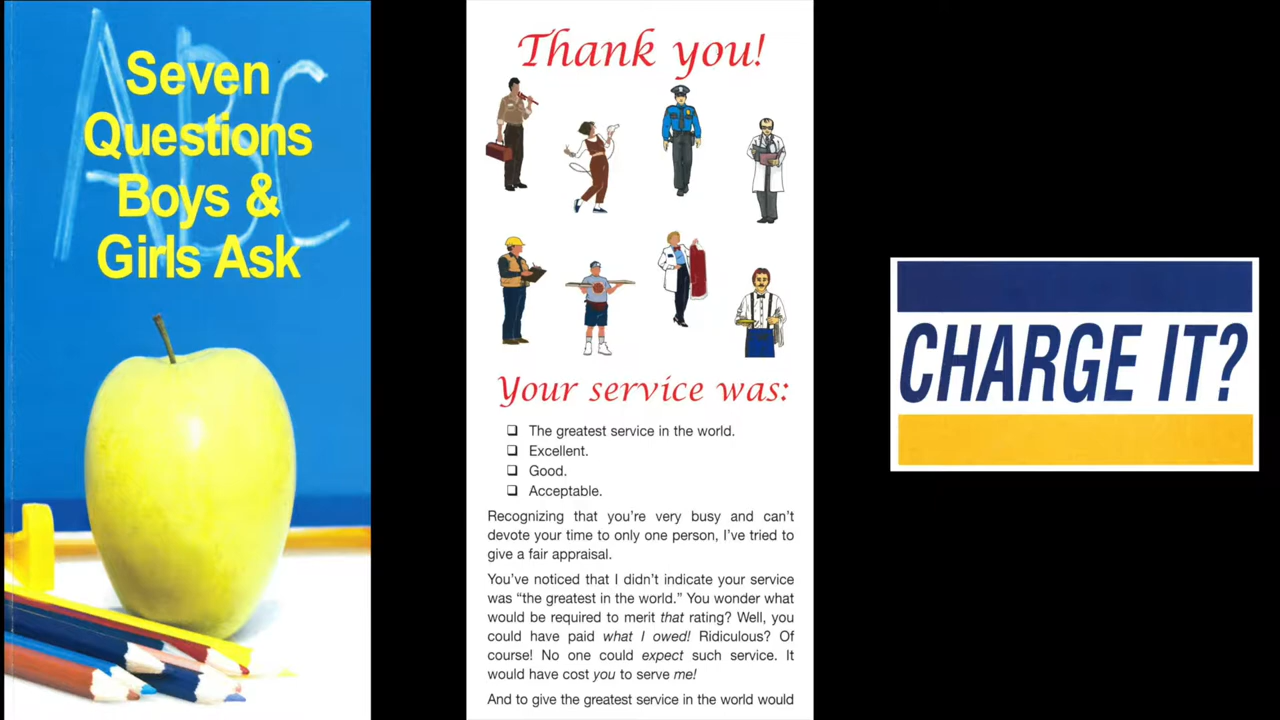 ABC
Seven
Questions
Boys &
Girls Ask
Thank you!
Your service was:
❑ The greatest service in the world.
❑ Excellent.
❑ Good.
❑ Acceptable.
Recognizing that you're very busy and can't
devote your time to only one person, I've tried to
give a fair appraisal.
You've noticed that I didn't indicate your service
was “the greatest in the world.” You wonder what
would be required to merit that rating? Well, you
could have paid what I owed! Ridiculous? Of
course! No one could expect such service. It
would have cost you to serve me!
And to give the greatest service in the world would
CHARGE IT?